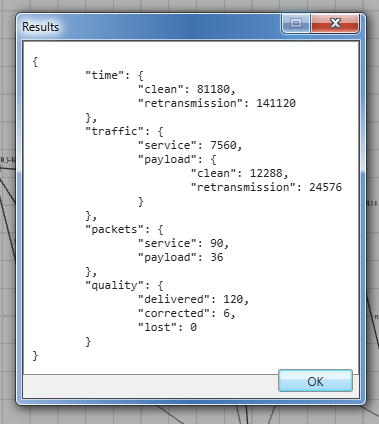 Results
{
"time": {
"clean": 81180,
"retransmission": 141120
},
"traffic": {
"service": 7560,
"payload": {
"clean": 12288,
"retransmission": 24576
}
},
"packets": {
"service": 90,
"payload": 36
},
"quality": {
"delivered": 120,
"corrected": 6,
"lost": 0
}
}
OK